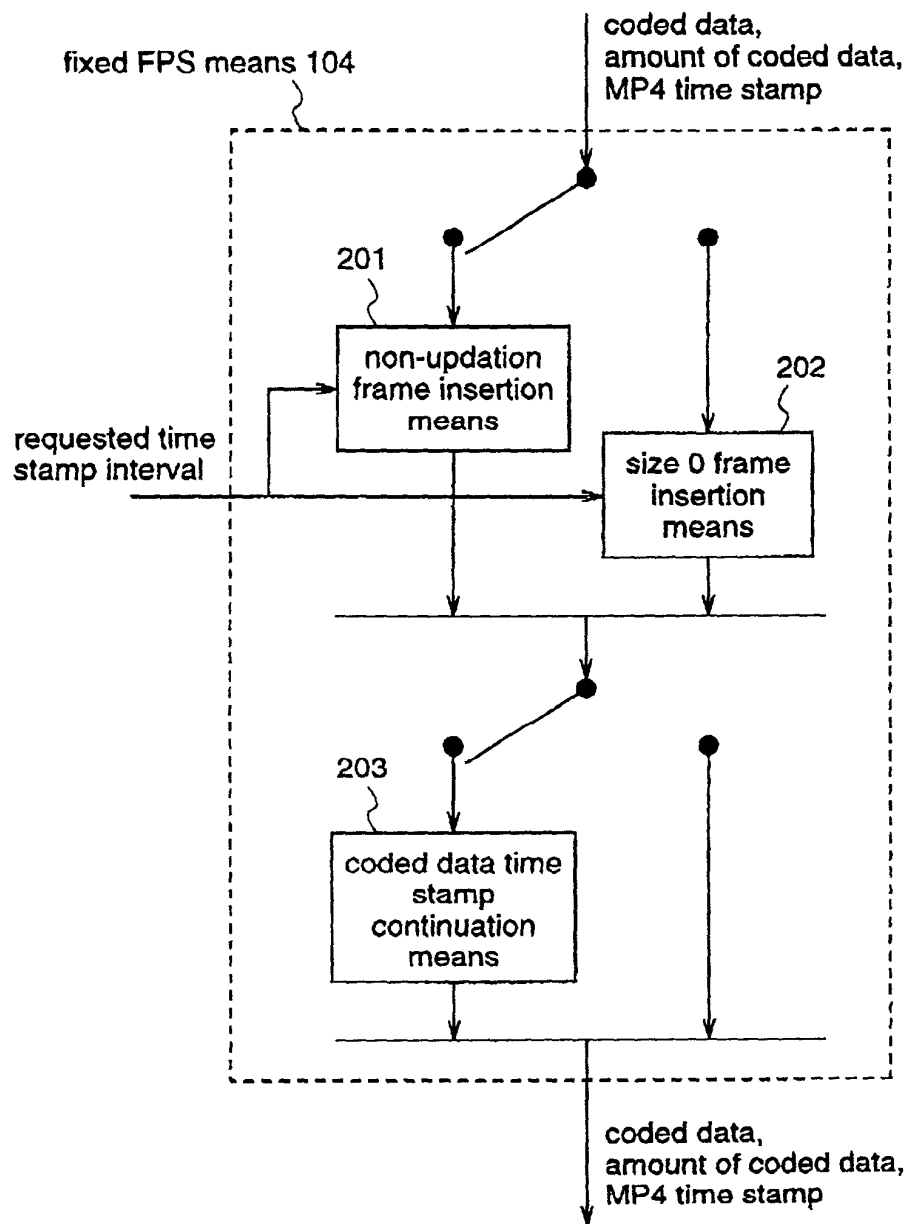 coded data,
amount of coded data,
MP4 time stamp
fixed FPS means 104
201
non-updation
frame insertion
means
202
requested time
stamp interval
size 0 frame
insertion
means
203
coded data time
stamp
continuation
means
coded data,
amount of coded data,
MP4 time stamp